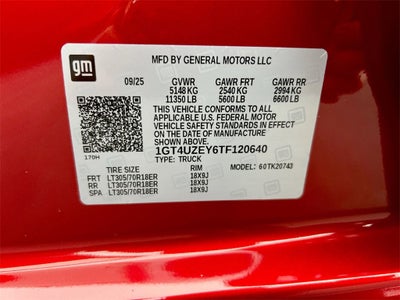 gm
MFD BY GENERAL MOTORS LLC
09/25 GVWR GAWR FRT GAWR RR
5148 KG 2540 KG 2994 KG
11350 LB 5600 LB 6600 LB
THIS VEHICLE CONFORMS TO ALL
APPLICABLE U.S. FEDERAL MOTOR
VEHICLE SAFETY STANDARDS IN EFFECT
ON THE DATE OF MANUFACTURE
SHOWN ABOVE.
1GT4UZEY6TF120640
170H TYPE: TRUCK
TIRE SIZE RIM MODEL: 60TK20743
FRT LT305/70R18ER 18X9J
RR LT305/70R18ER 18X9J
SPA LT305/70R18ER 18X9J